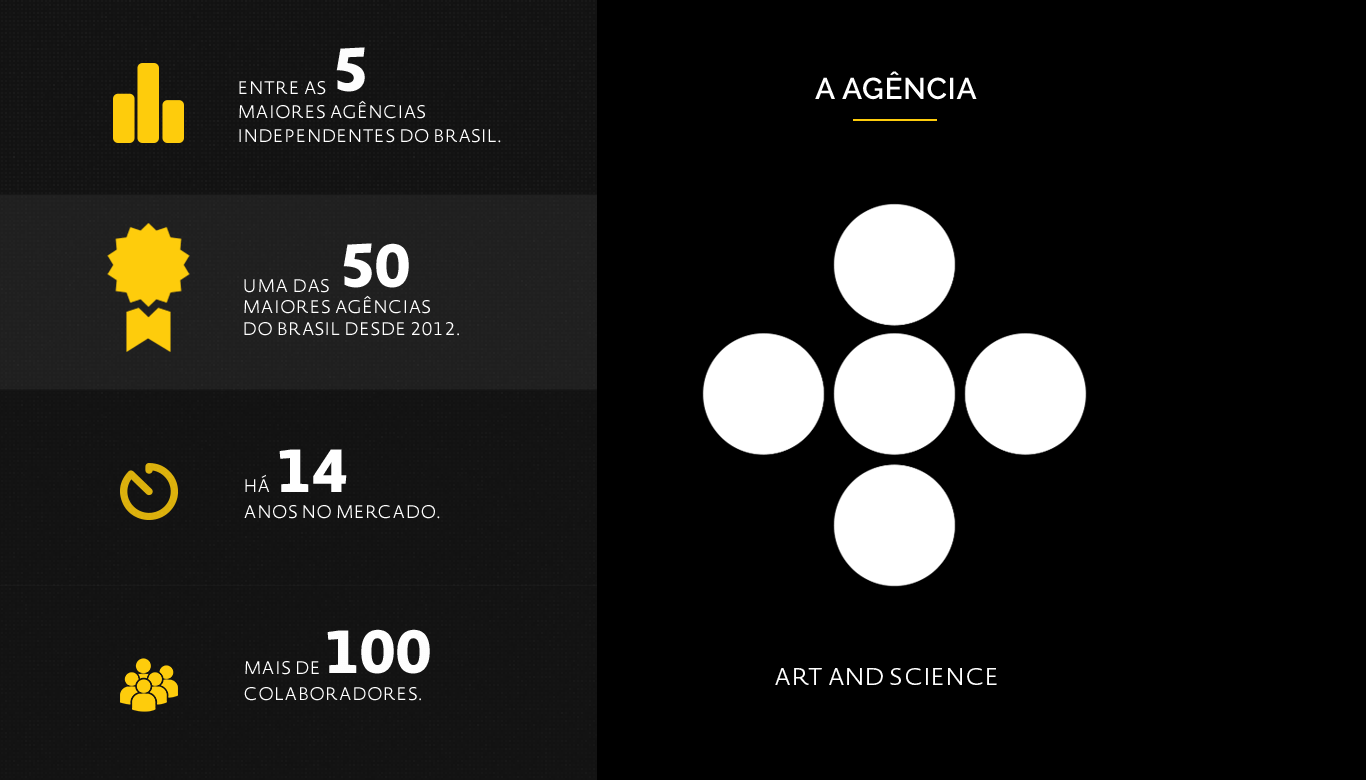 ENTRE AS 5
MAIORES AGÊNCIAS
INDEPENDENTES DO BRASIL.
UMA DAS 50
MAIORES AGÊNCIAS
DO BRASIL DESDE 2012.
HÁ 14
ANOS NO MERCADO.
MAIS DE 100
COLABORADORES.
A AGÊNCIA
ART AND SCIENCE